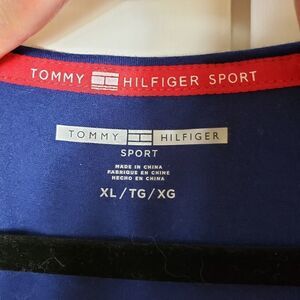 TOMMY HILFIGER SPORT
TOMMY HILFIGER
SPORT
MADE IN CHINA
FABRIQUÉ EN CHINE
HECHO EN CHINA
XL / TG / XG